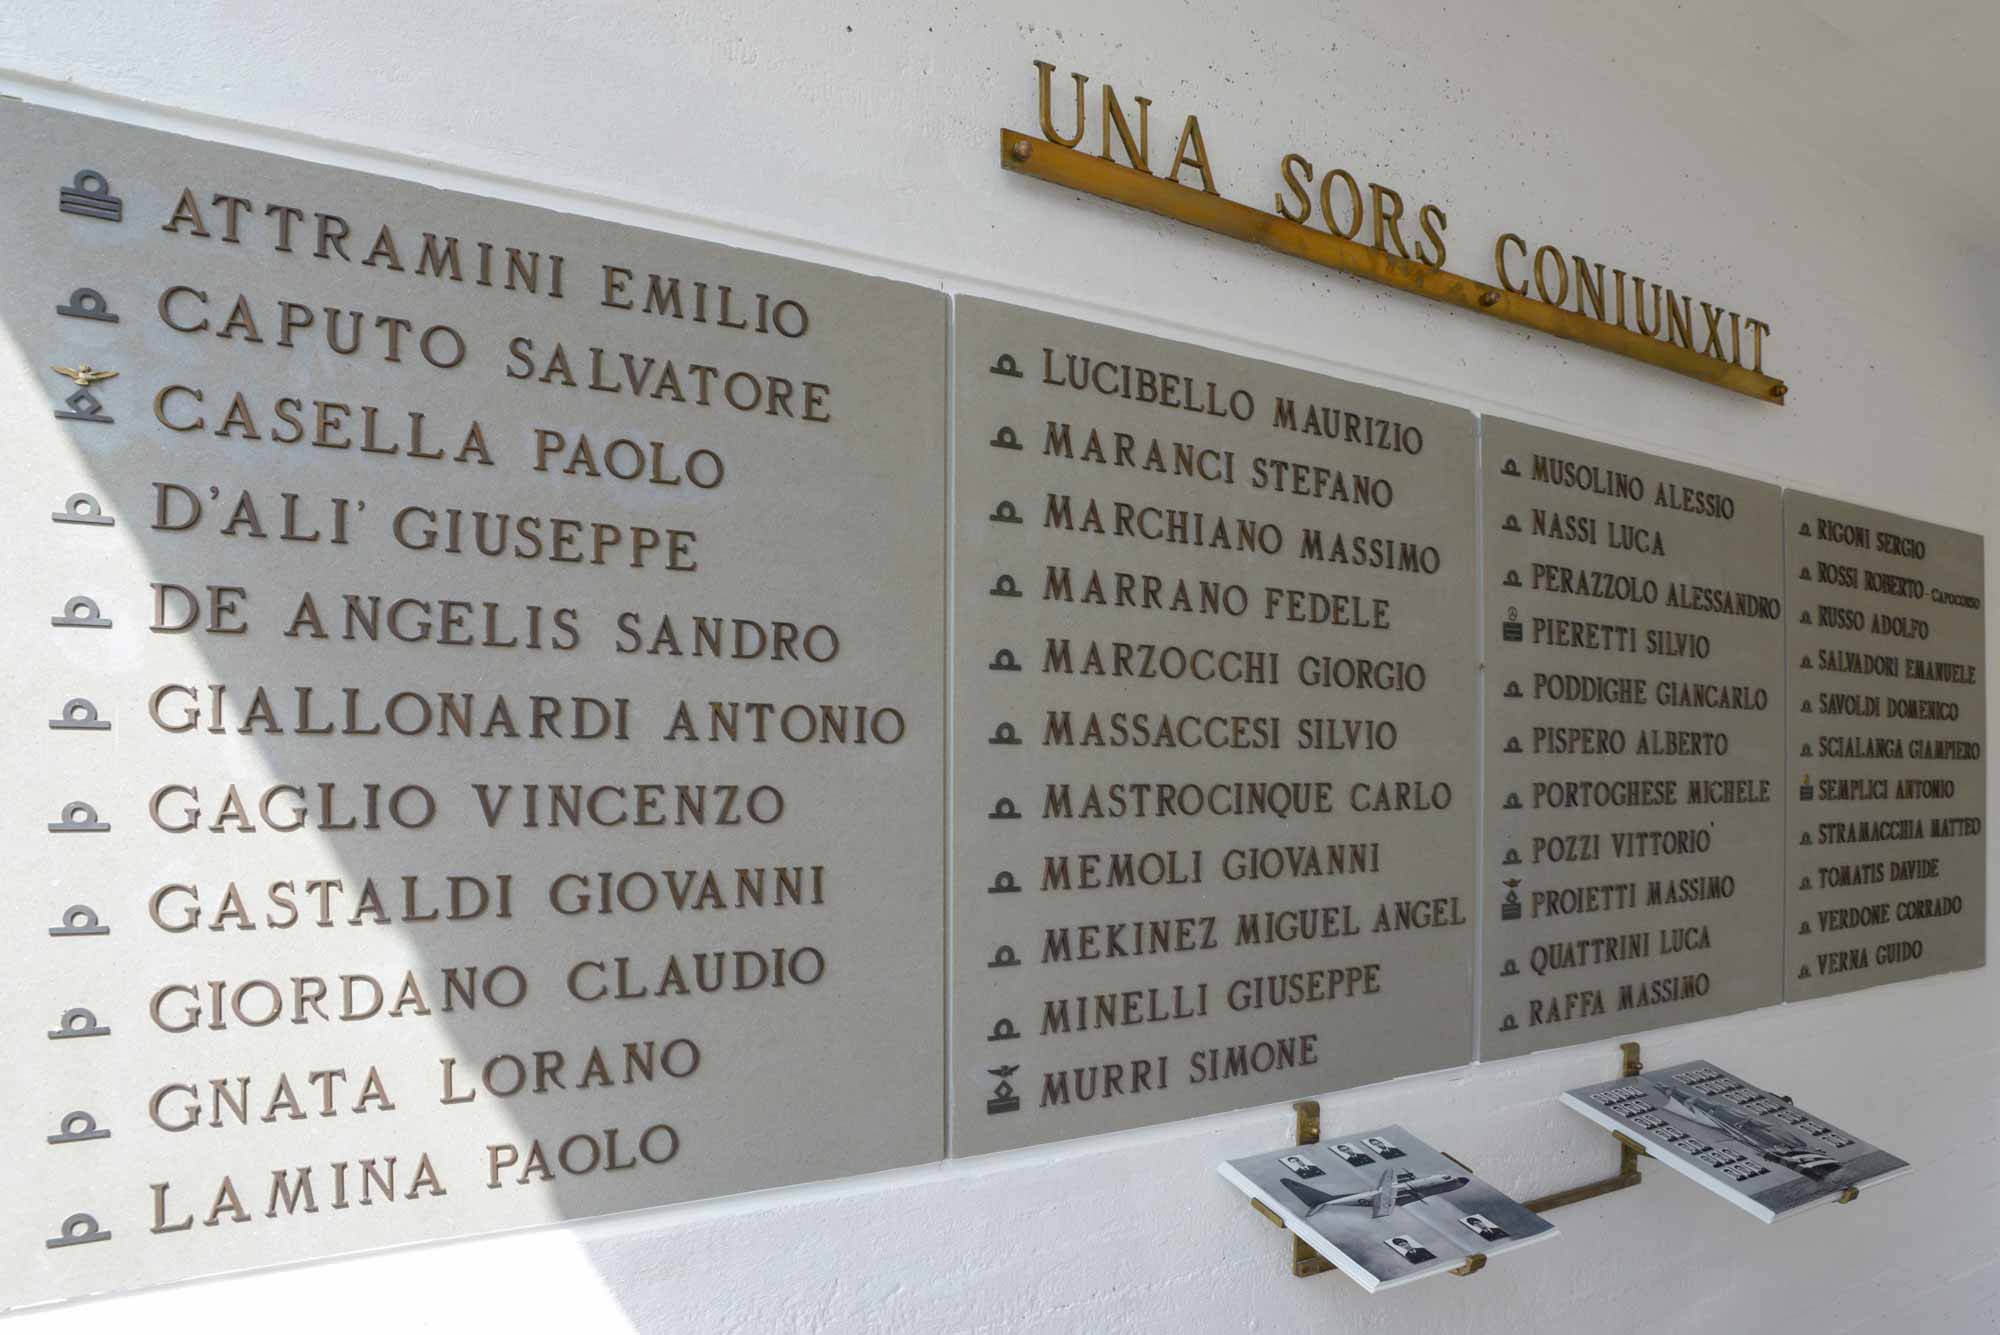 UNA SORS CONIUNXIT
ATTRAMINI EMILIO
CAPUTO SALVATORE
CASELLA PAOLO
D'ALI' GIUSEPPE
DE ANGELIS SANDRO
GIALLONARDI ANTONIO
GAGLIO VINCENZO
GASTALDI GIOVANNI
GIORDANO CLAUDIO
GNATA LORANO
LAMINA PAOLO
LUCIBELLO MAURIZIO
MARANCI STEFANO
MARCHIANO MASSIMO
MARRANO FEDELE
MARZOCCHI GIORGIO
MASSACCESI SILVIO
MASTROCINQUE CARLO
MEMOLI GIOVANNI
MEKINEZ MIGUEL ANGEL
MINELLI GIUSEPPE
MURRI SIMONE
MUSOLINO ALESSIO
NASSI LUCA
PERAZZOLO ALESSANDRO
PIERETTI SILVIO
PODDIGHE GIANCARLO
PISPERO ALBERTO
PORTOGHESE MICHELE
POZZI VITTORIO'
PROIETTI MASSIMO
QUATTRINI LUCA
RAFFA MASSIMO
RIGONI SERGIO
ROSSI ROBERTO - CAPOCORSO
RUSSO ADOLFO
SALVADORI EMANUELE
SAVOLDI DOMENICO
SCIALANGA GIAMPIERO
SEMPLICI ANTONIO
STRAMACCHIA MATTEO
TOMATIS DAVIDE
VERDONE CORRADO
VERNA GUIDO